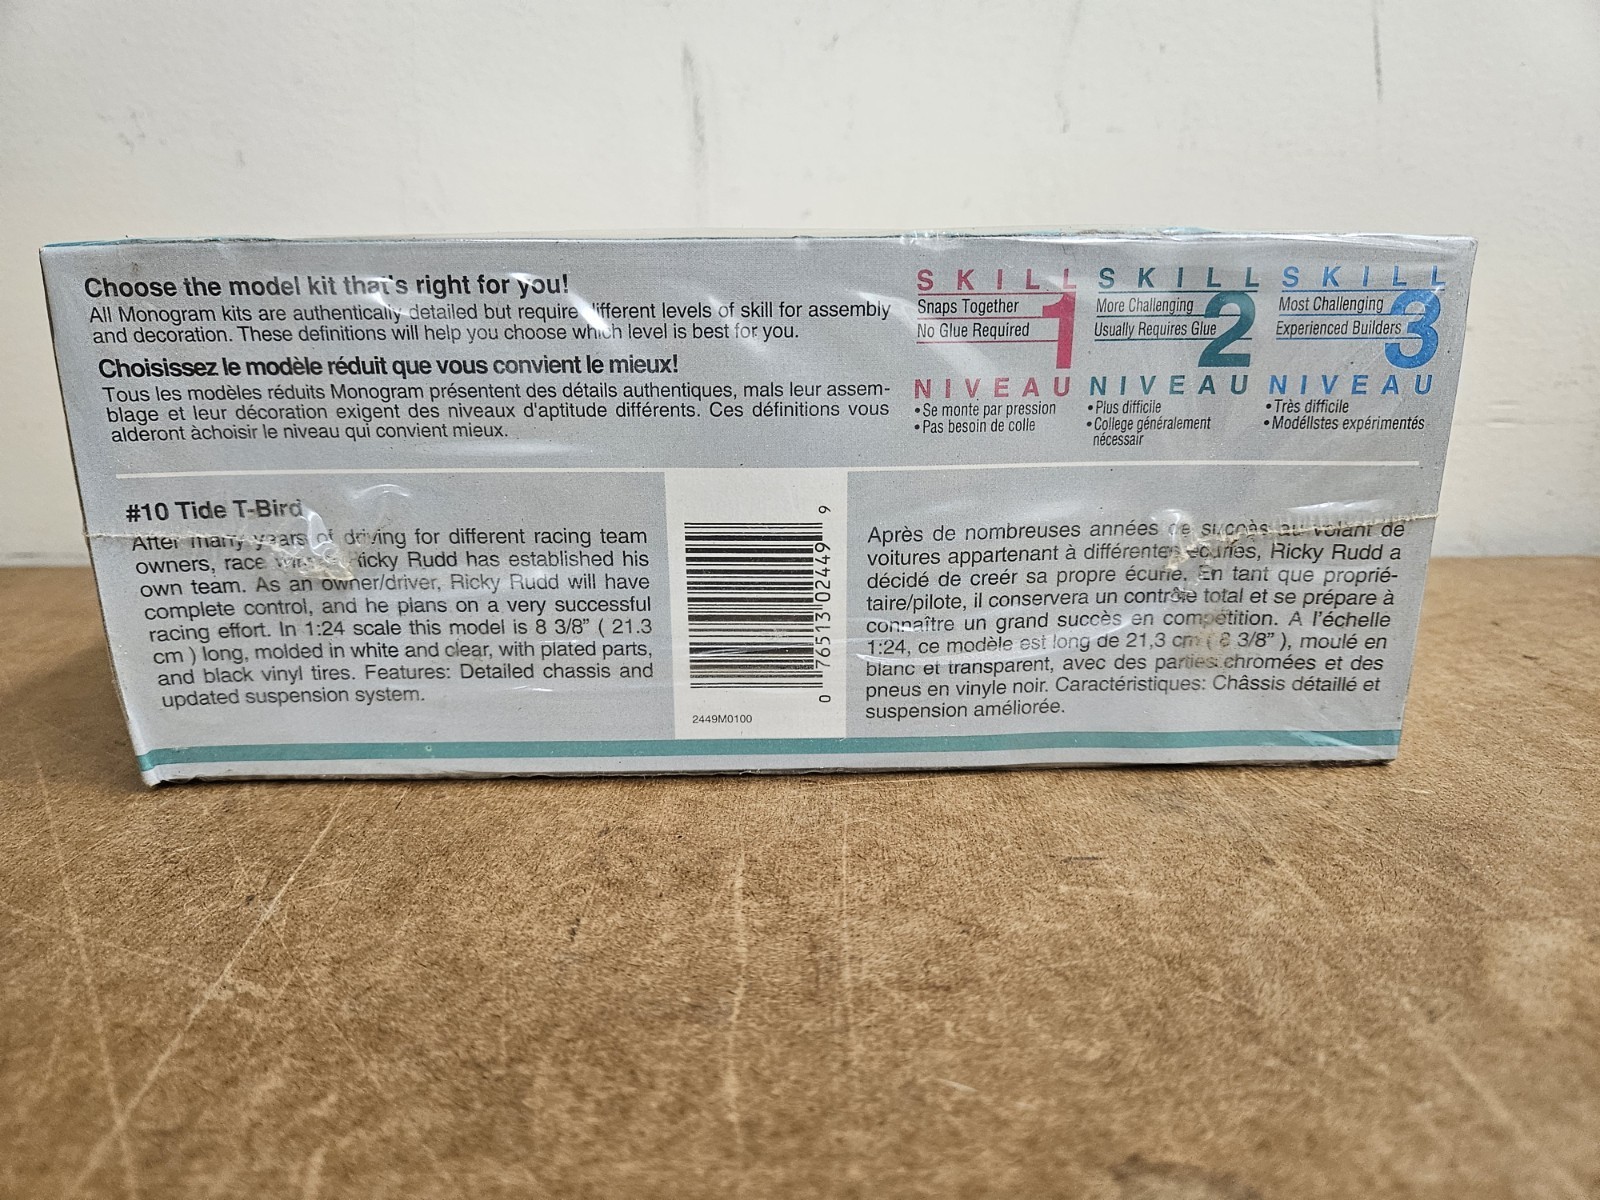 Choose the model kit that's right for you!
All Monogram kits are authentically detailed but require different levels of skill for assembly
and decoration. These definitions will help you choose which level is best for you.
Choisissez le modèle réduit que vous convient le mieux!
Tous les modèles réduits Monogram présentent des détails authentiques, mals leur assem-
blage et leur décoration exigent des niveaux d'aptitude différents. Ces définitions vous
alderont àchoisir le niveau qui convient mieux.
SKILL 1
Snaps Together
No Glue Required
NIVEAU
• Se monte par pression
• Pas besoin de colle
SKILL 2
More Challenging
Usually Requires Glue
NIVEAU
• Plus difficile
• College généralement
nécessair
SKILL 3
Most Challenging
Experienced Builders
NIVEAU
• Très difficile
• Modélistes expérimentés
#10 Tide T-Bird
After many years of driving for different racing team
owners, race Ricky Rudd has established his
own team. As an owner/driver, Ricky Rudd will have
complete control, and he plans on a very successful
racing effort. In 1:24 scale this model is 8 3/8" ( 21.3
cm ) long, molded in white and clear, with plated parts,
and black vinyl tires. Features: Detailed chassis and
updated suspension system.
0 76513 02449 9
2449M0100
Après de nombreuses années de succès au volant de
voitures appartenant à différentes écuries, Ricky Rudd a
décidé de creér sa propre écurie. En tant que proprié-
taire/pilote, il conservera un contrôle total et se prépare à
connaître un grand succès en compétition. A l'échelle
1:24, ce modèle est long de 21,3 cm ( 8 3/8" ), moulé en
blanc et transparent, avec des parties chromées et des
pneus en vinyle noir. Caractéristiques: Châssis détaillé et
suspension améliorée.